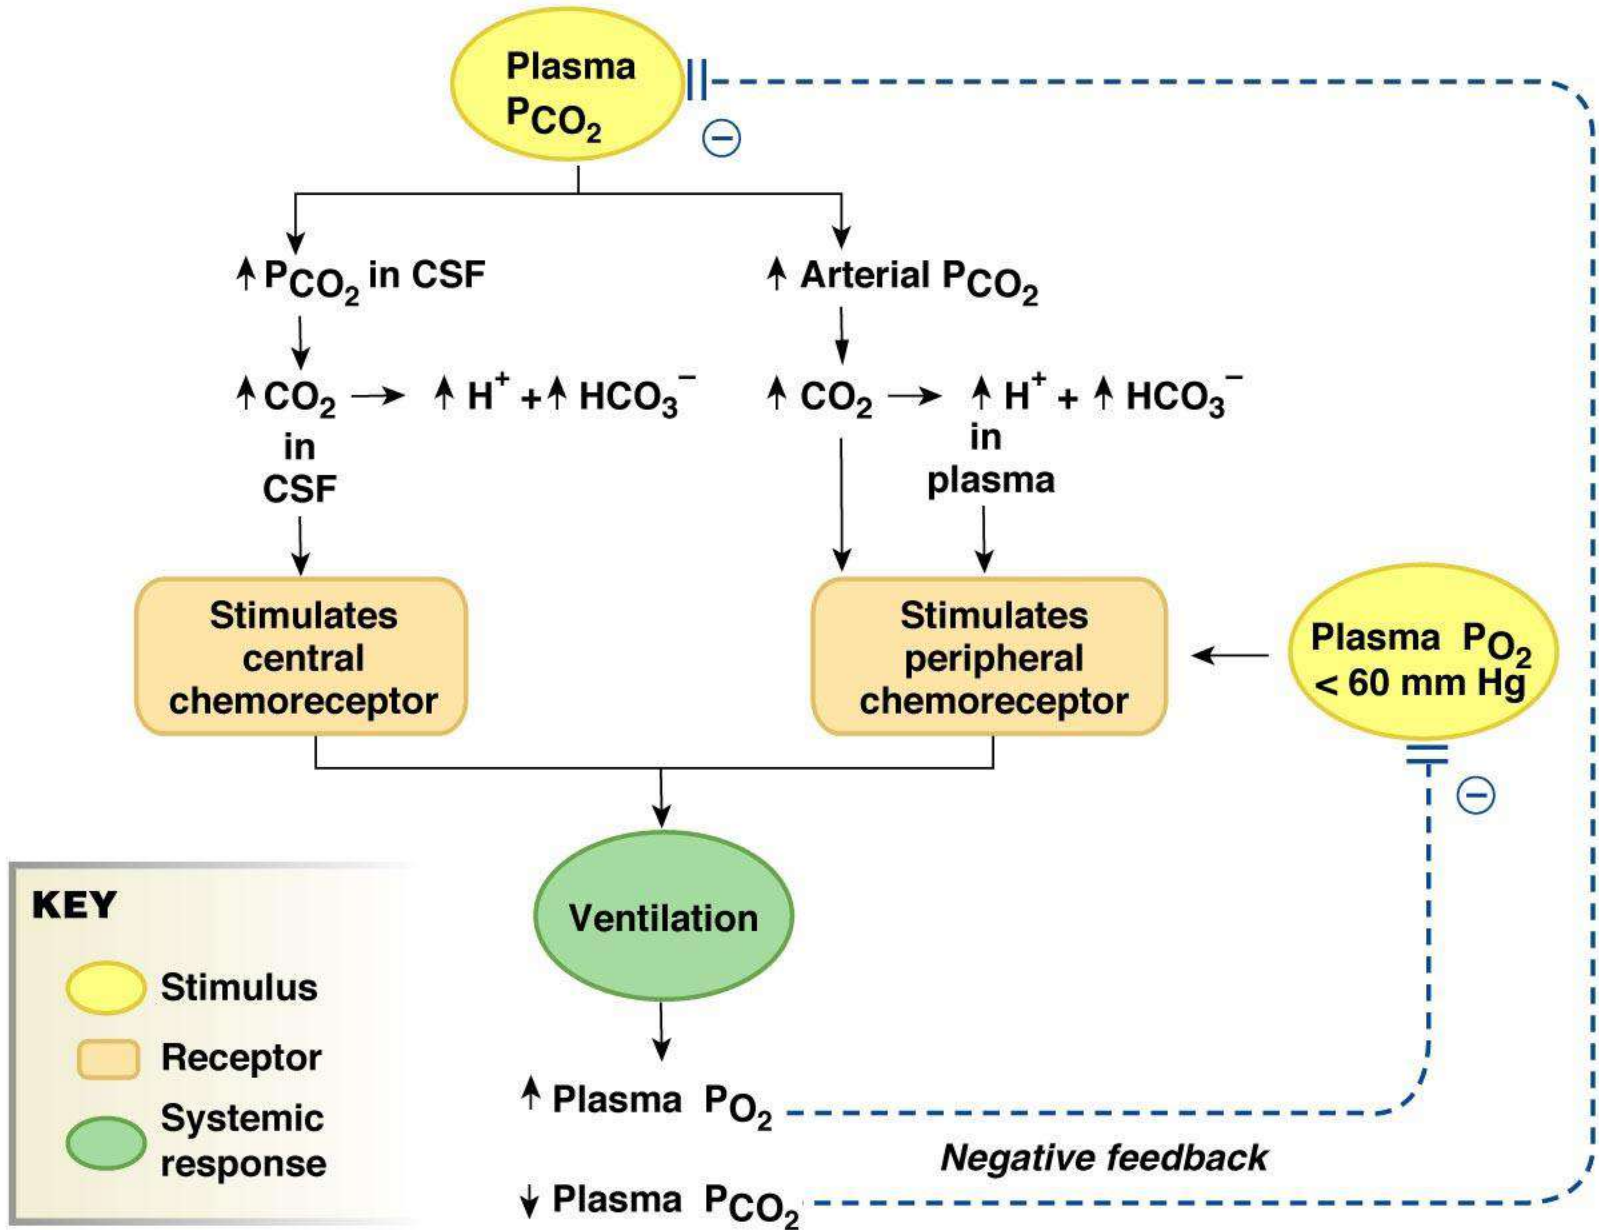 Plasma
PCO₂
↑ PCO₂ in CSF
↑ Arterial PCO₂
↑ CO₂ → ↑ H⁺ + ↑ HCO₃⁻
in
CSF
↑ CO₂ → ↑ H⁺ + ↑ HCO₃⁻
in
plasma
Stimulates
central
chemoreceptor
Stimulates
peripheral
chemoreceptor
Plasma PO₂
< 60 mm Hg
Ventilation
↑ Plasma PO₂
Negative feedback
↓ Plasma PCO₂
KEY
Stimulus
Receptor
Systemic
response